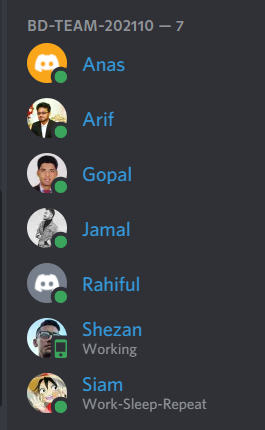 BD-TEAM-202110 — 7
Anas
Arif
Gopal
Jamal
Rahiful
Shezan
Working
Siam
Work-Sleep-Repeat